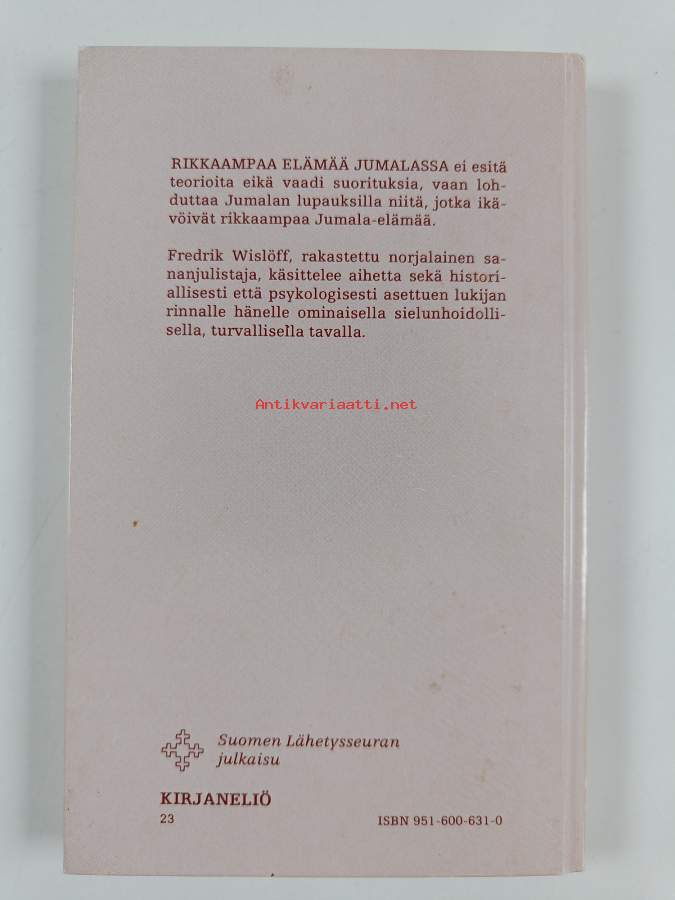 RIKKAAMPAA ELÄMÄÄ JUMALASSA ei esitä
teorioita eikä vaadi suorituksia, vaan loh-
duttaa Jumalan lupauksilla niitä, jotka ikä-
vöivät rikkaampaa Jumala-elämää.
Fredrik Wislöff, rakastettu norjalainen sa-
nanjulistaja, käsittelee aihetta sekä histori-
allisesti että psykologisesti asettuen lukijan
rinnalle hänelle ominaisella sielunhoidolli-
sella, turvallisella tavalla.
Antikvariaatti.net
Suomen Lähetysseuran
julkaisu
KIRJANELIÖ
23 ISBN 951-600-631-0